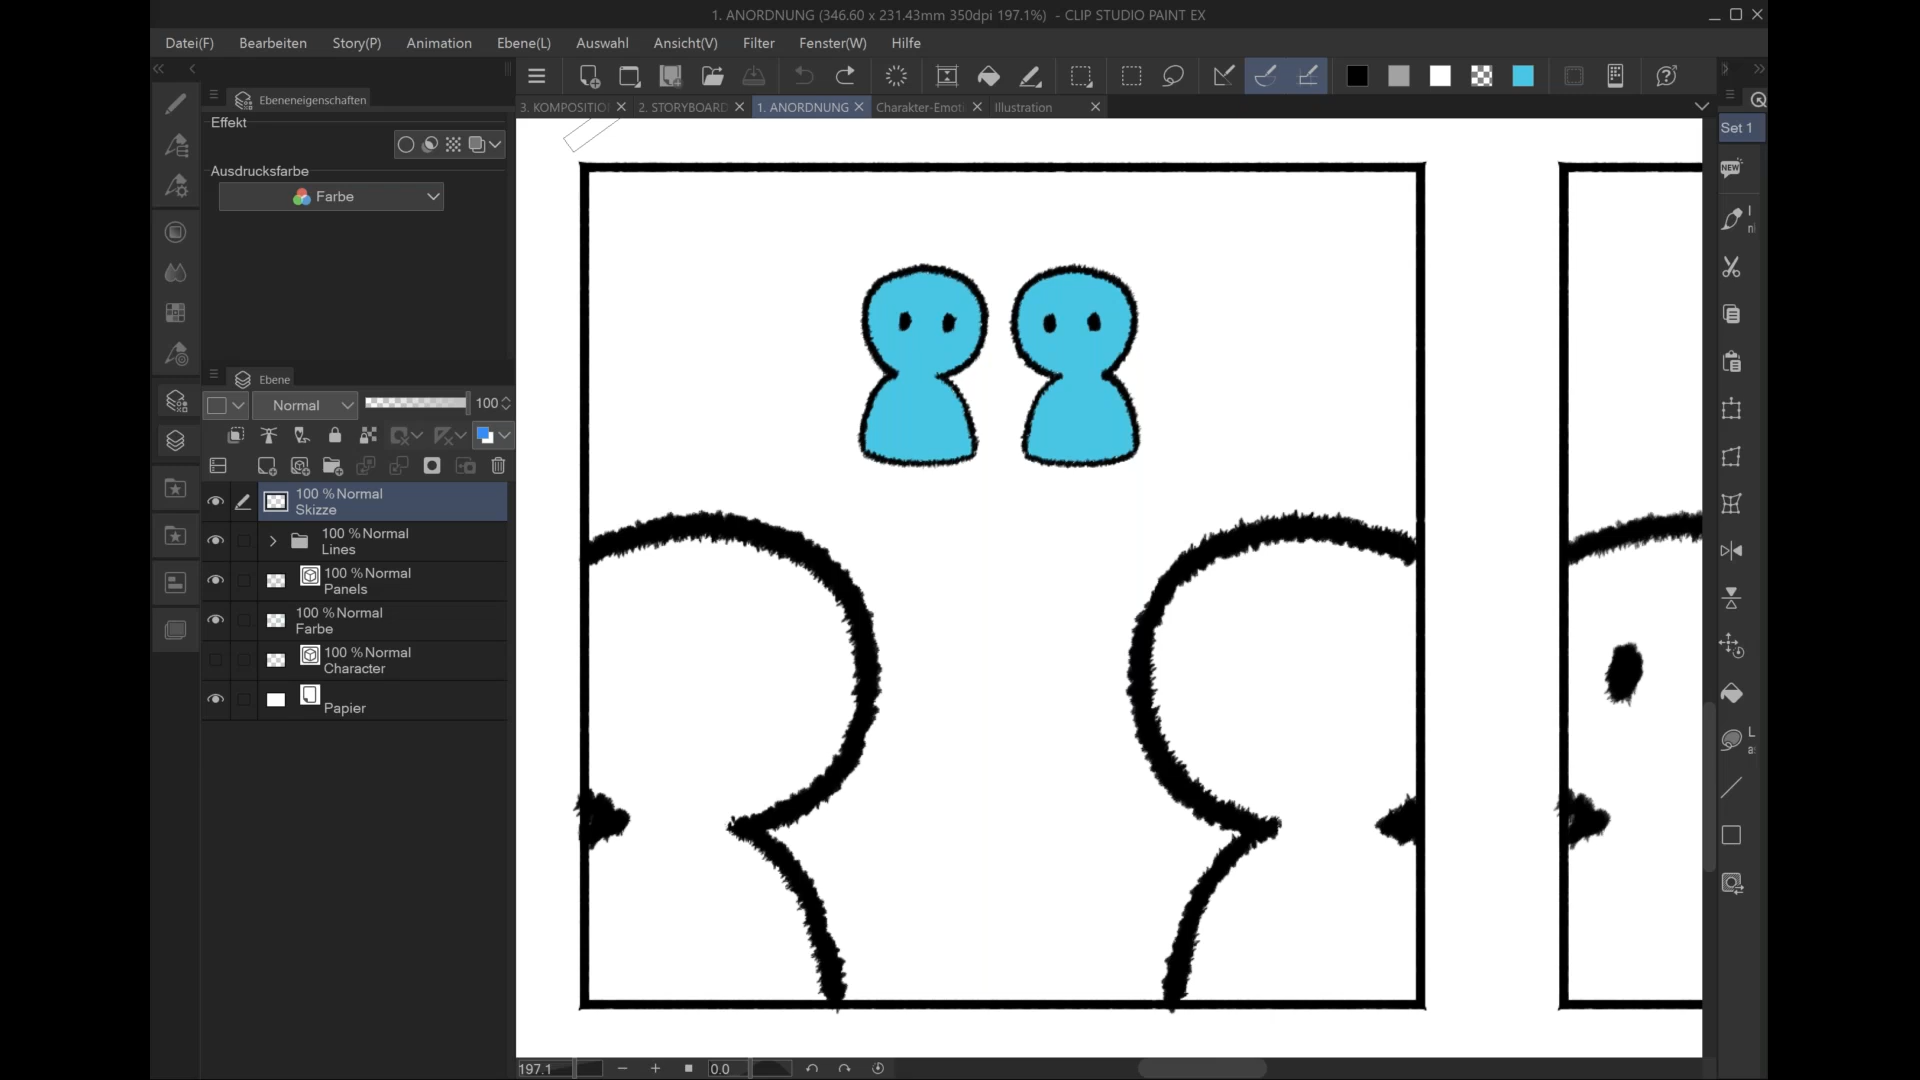 1. ANORDNUNG (346.60 x 231.43mm 350dpi 197.1%) - CLIP STUDIO PAINT EX
Datei(F) Bearbeiten Story(P) Animation Ebene(L) Auswahl Ansicht(V) Filter Fenster(W) Hilfe
3. KOMPOSITIO 2. STORYBOARD 1. ANORDNUNG Charakter-Emoti Illustration
Ebeneneigenschaften
Effekt
Ausdrucksfarbe
Farbe
Set 1
NEW
Ebene
Normal 100
100 % Normal
Skizze
100 % Normal
Lines
100 % Normal
Panels
100 % Normal
Farbe
100 % Normal
Character
Papier
197.1 0.0